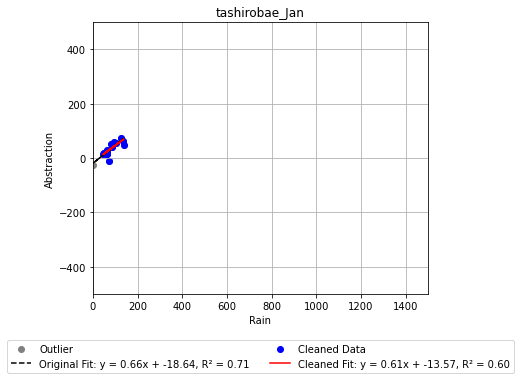 tashirobae_Jan
400
200
0
−200
−400
Abstraction
0 200 400 600 800 1000 1200 1400
Rain
Outlier
Cleaned Data
Original Fit: y = 0.66x + -18.64, R² = 0.71
Cleaned Fit: y = 0.61x + -13.57, R² = 0.60